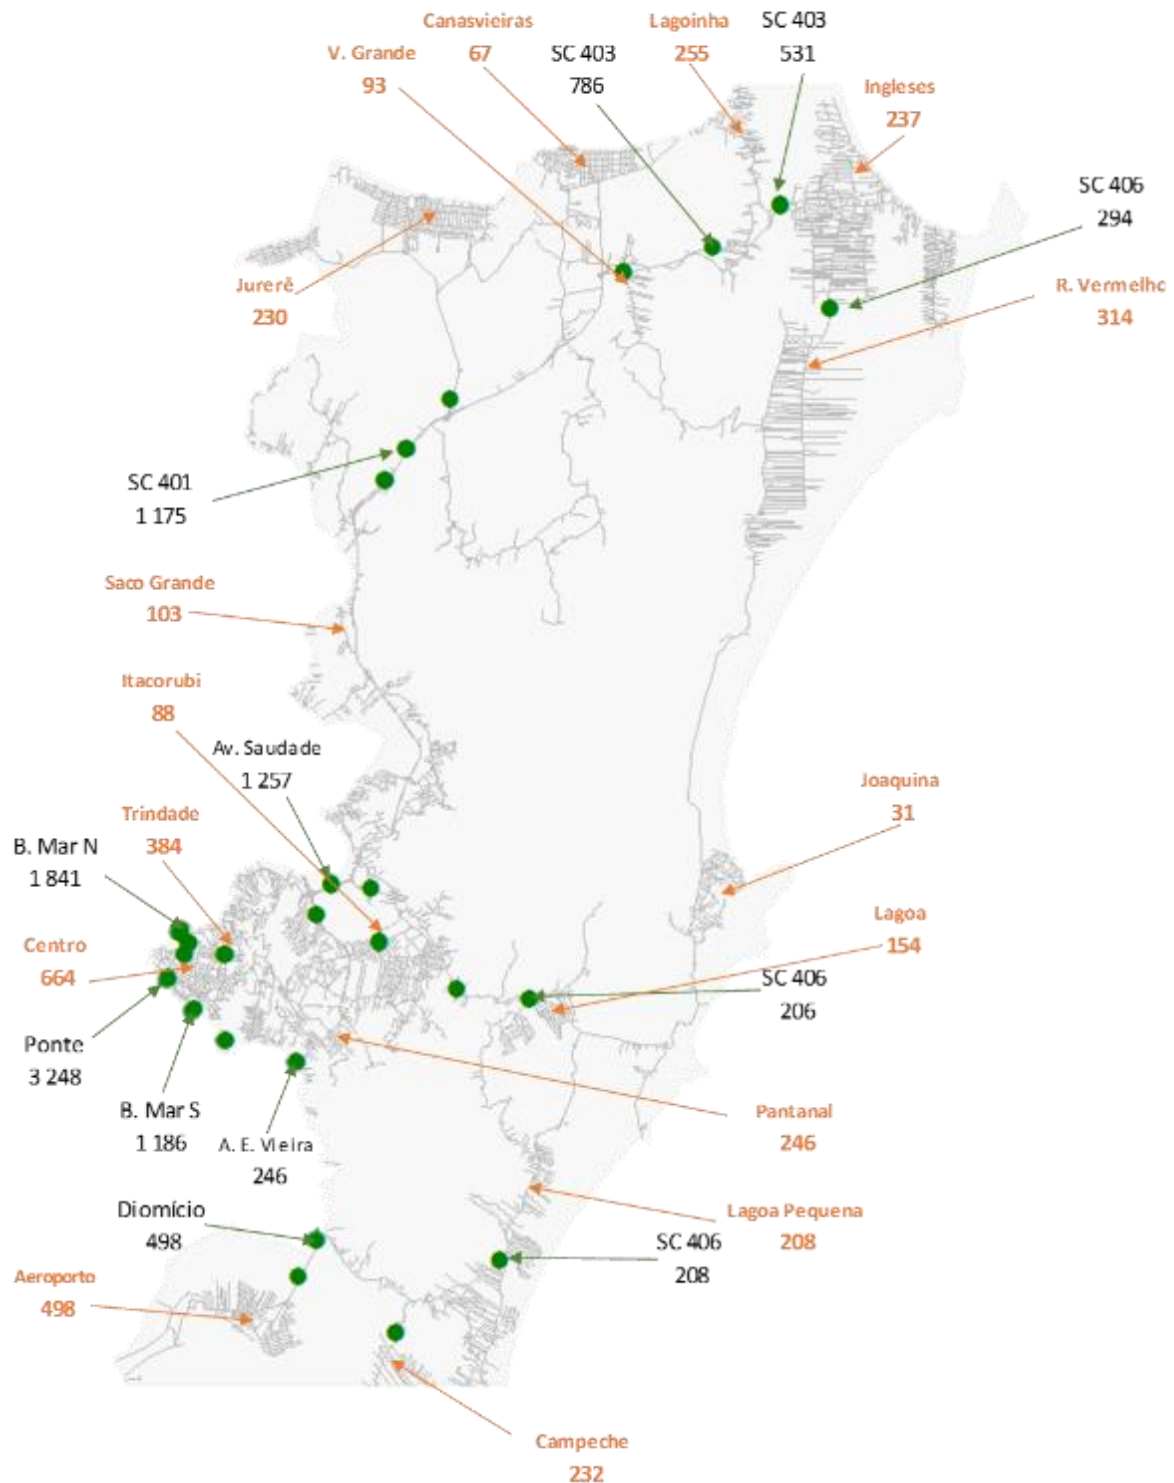 Canasvieiras
67
SC 403
786
Lagoinha
255
SC 403
531
V. Grande
93
Ingleses
237
SC 406
294
R. Vermelho
314
Jurerê
230
SC 401
1 175
Saco Grande
103
Itacorubi
88
Av. Saudade
1 257
Trindade
384
B. Mar N
1 841
Joaquina
31
Lagoa
154
Centro
664
SC 406
206
Ponte
3 248
B. Mar S
1 186
A. E. Vieira
246
Pantanal
246
Diomício
498
Lagoa Pequena
208
SC 406
208
Aeroporto
498
Campeche
232